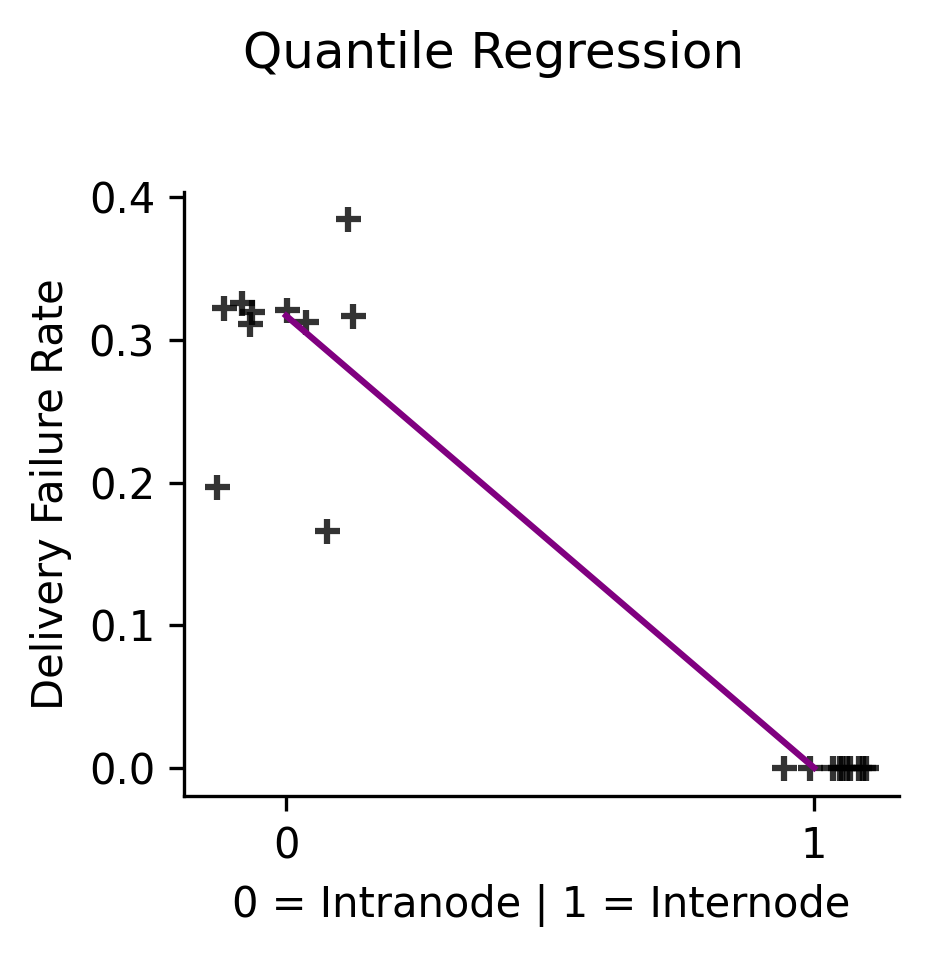 Quantile Regression
0.4
0.3
0.2
0.1
0.0
Delivery Failure Rate
0
1
0 = Intranode | 1 = Internode